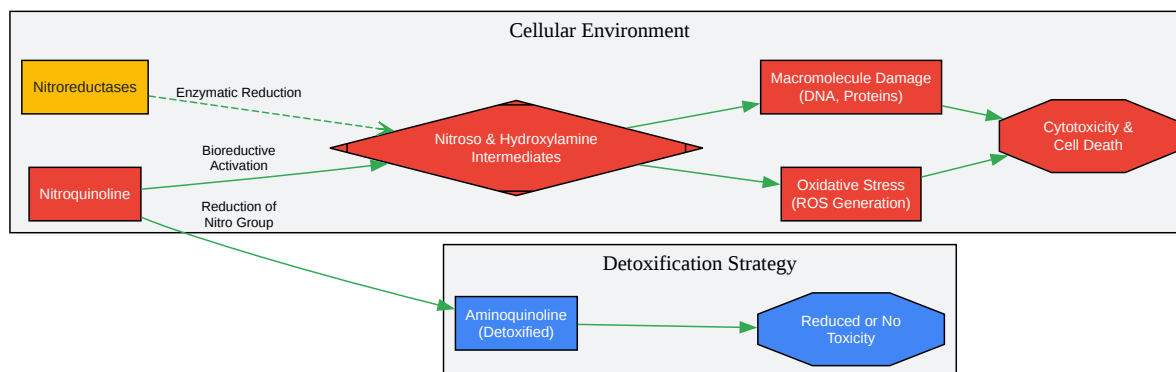 Cellular Environment
Nitroreductases
Enzymatic Reduction
Nitroquinoline
Bioreductive
Activation
Reduction of
Nitro Group
Nitroso & Hydroxylamine
Intermediates
Macromolecule Damage
(DNA, Proteins)
Oxidative Stress
(ROS Generation)
Cytotoxicity &
Cell Death
Detoxification Strategy
Aminoquinoline
(Detoxified)
Reduced or No
Toxicity